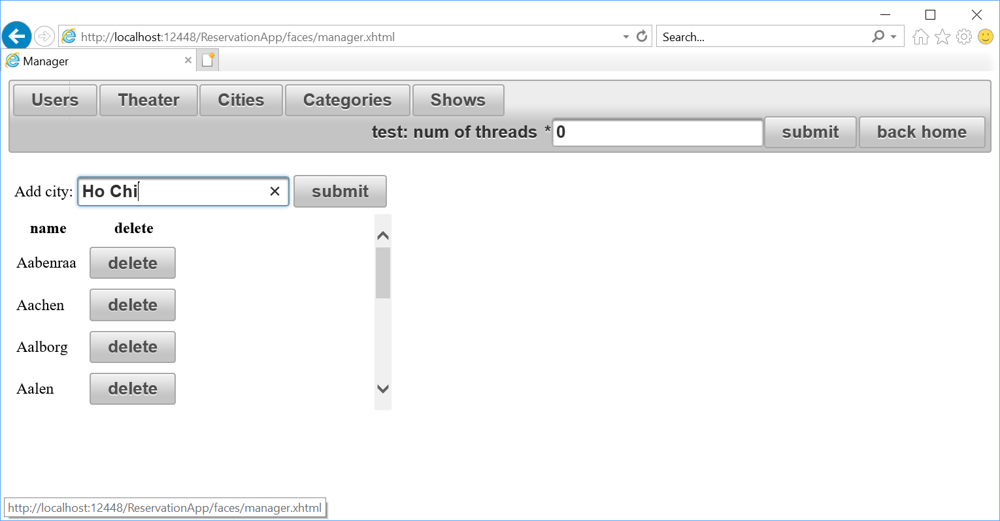 http://localhost:12448/ReservationApp/faces/manager.xhtml
Search...
Manager
Users Theater Cities Categories Shows
test: num of threads * 0 submit back home
Add city: Ho Chi submit
name delete
Aabenraa delete
Aachen delete
Aalborg delete
Aalen delete
http://localhost:12448/ReservationApp/faces/manager.xhtml